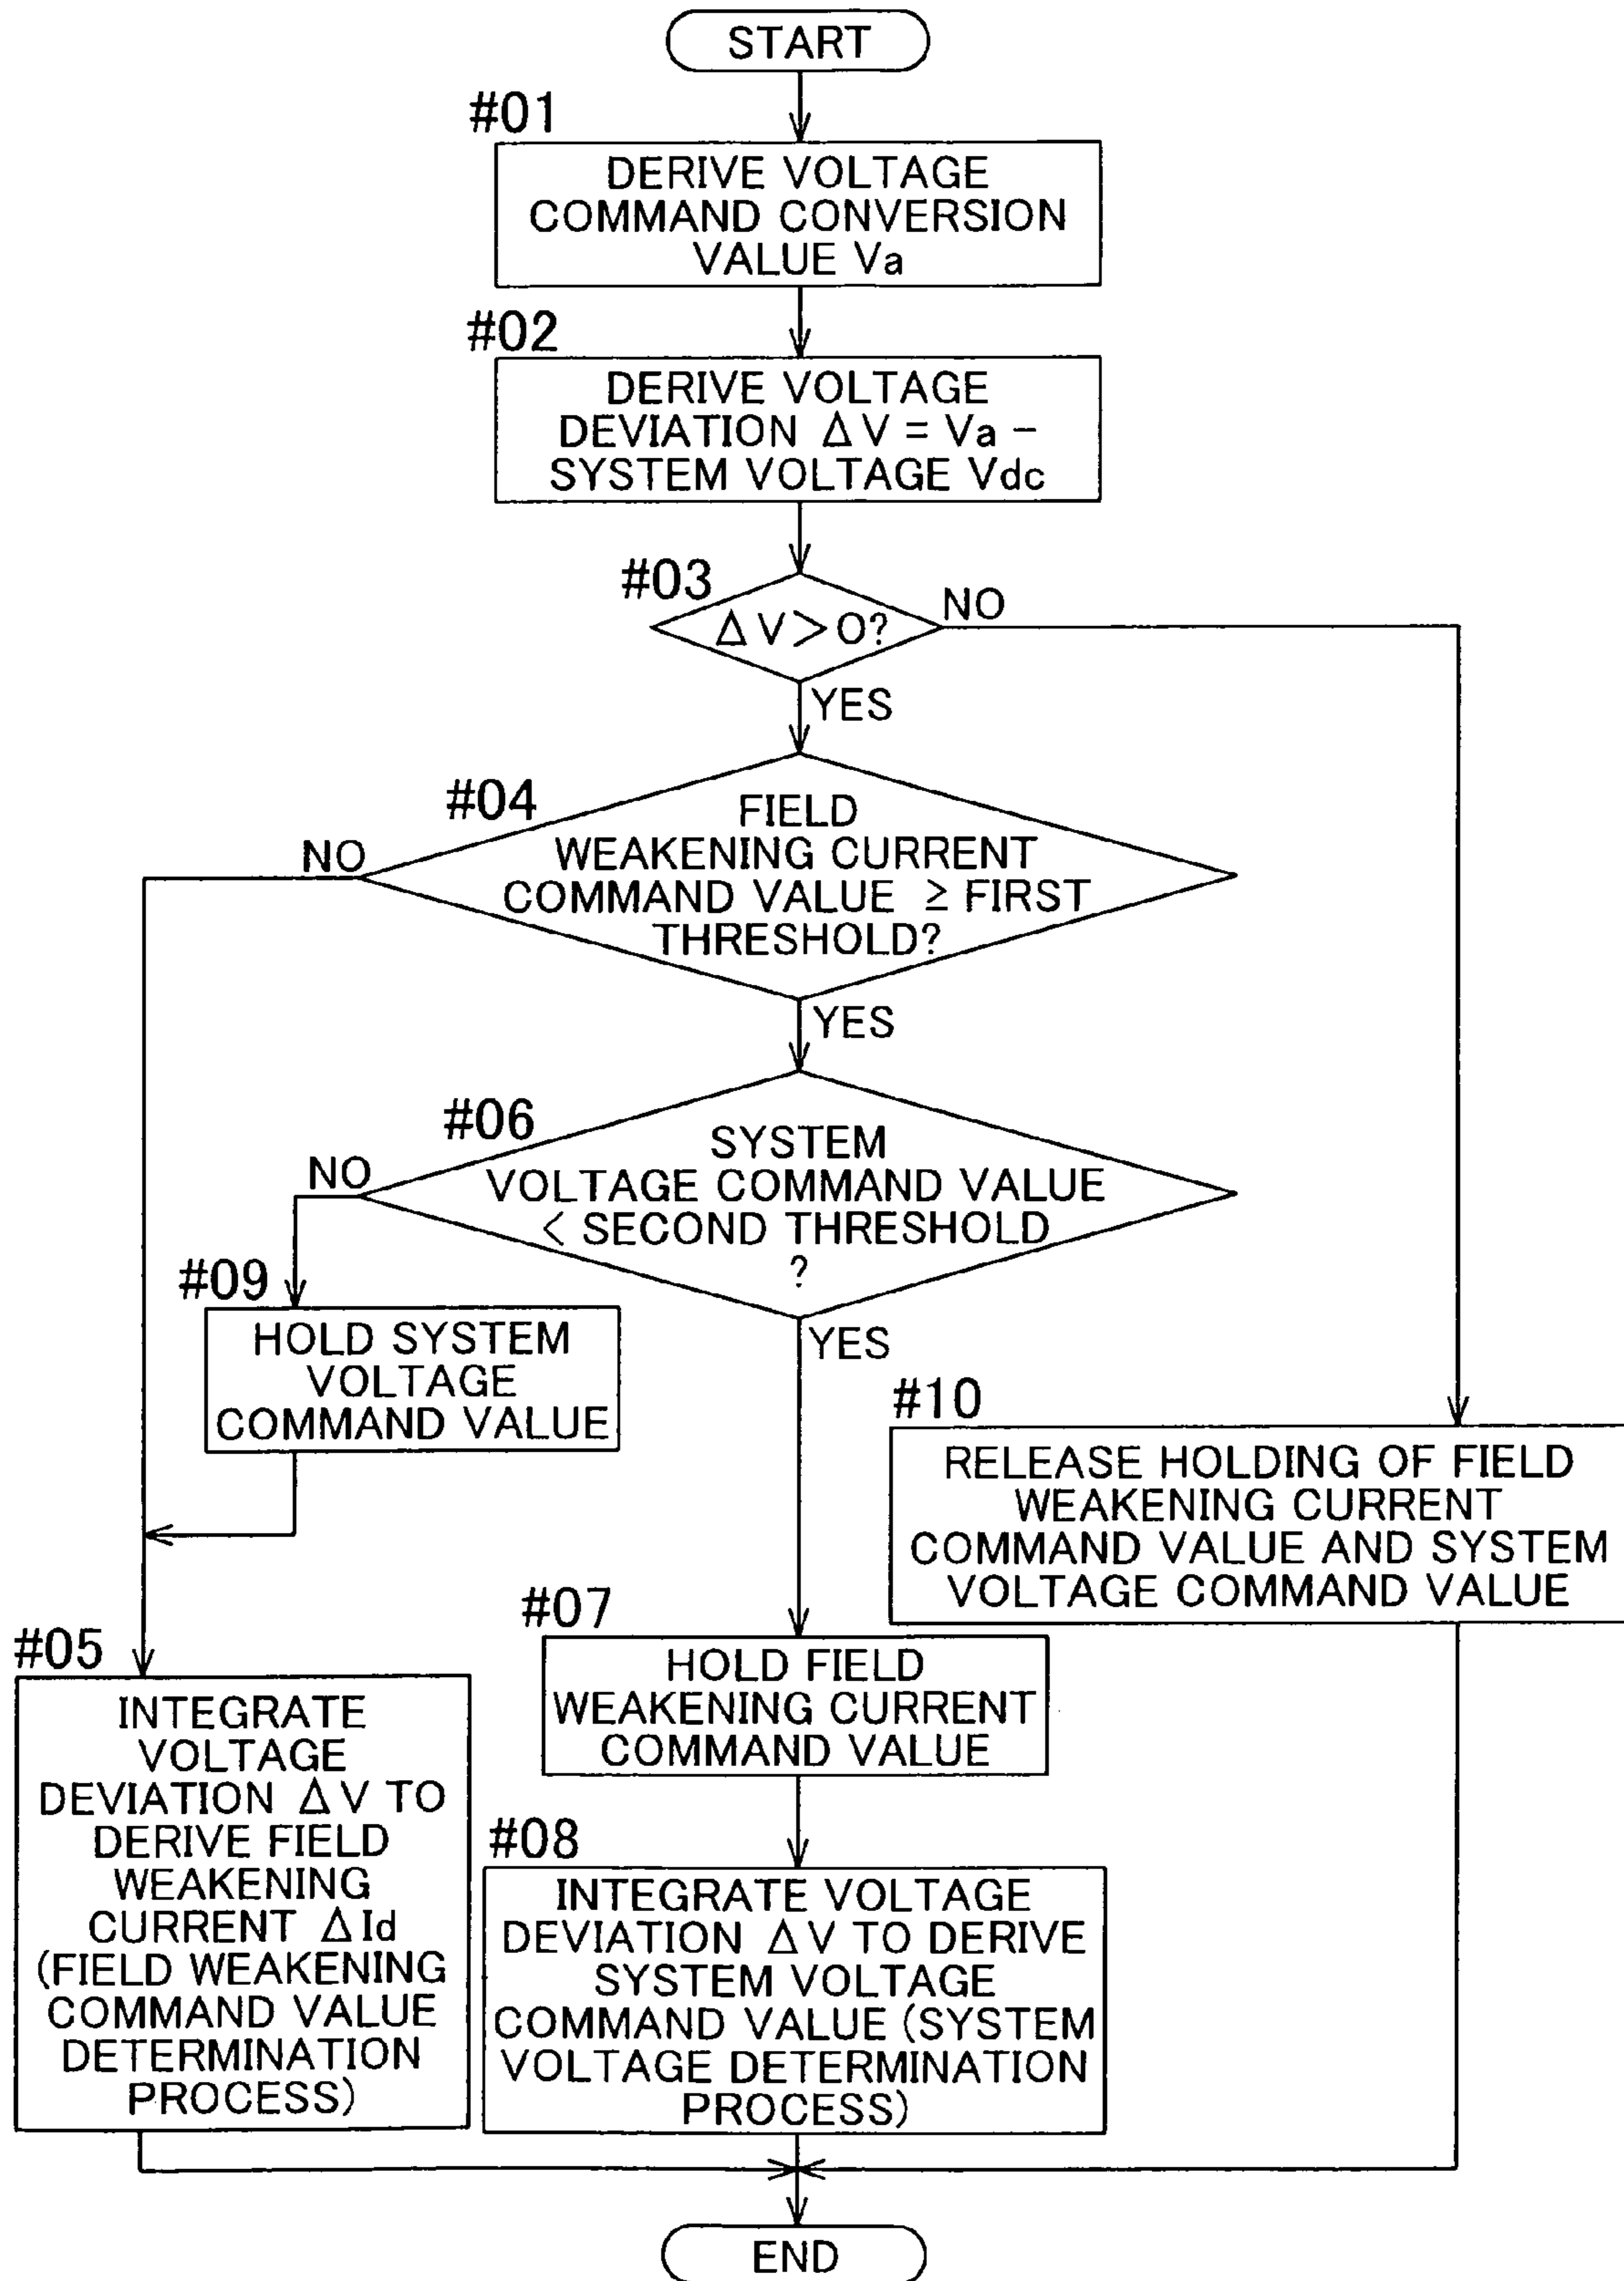 START
#01
DERIVE VOLTAGE
COMMAND CONVERSION
VALUE Va
#02
DERIVE VOLTAGE
DEVIATION ΔV = Va −
SYSTEM VOLTAGE Vdc
#03
ΔV>0?
NO
YES
#04
FIELD
WEAKENING CURRENT
COMMAND VALUE ≥ FIRST
THRESHOLD?
NO
YES
#06
SYSTEM
VOLTAGE COMMAND VALUE
< SECOND THRESHOLD
?
NO
YES
#09
HOLD SYSTEM
VOLTAGE
COMMAND VALUE
#10
RELEASE HOLDING OF FIELD
WEAKENING CURRENT
COMMAND VALUE AND SYSTEM
VOLTAGE COMMAND VALUE
#07
HOLD FIELD
WEAKENING CURRENT
COMMAND VALUE
#05
INTEGRATE
VOLTAGE
DEVIATION ΔV TO
DERIVE FIELD
WEAKENING
CURRENT ΔId
(FIELD WEAKENING
COMMAND VALUE
DETERMINATION
PROCESS)
#08
INTEGRATE VOLTAGE
DEVIATION ΔV TO DERIVE
SYSTEM VOLTAGE
COMMAND VALUE (SYSTEM
VOLTAGE DETERMINATION
PROCESS)
END